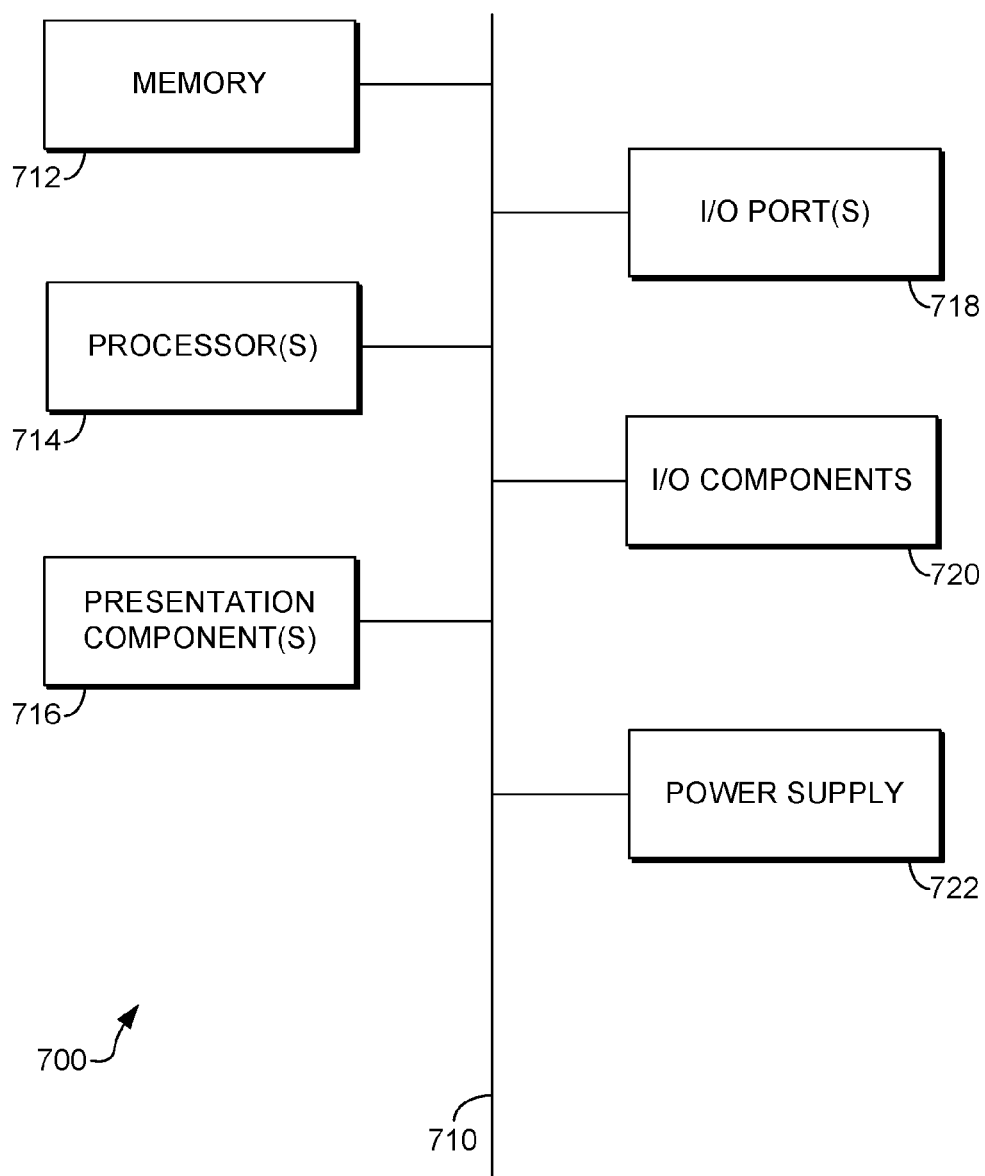 MEMORY
712
I/O PORT(S)
718
PROCESSOR(S)
714
I/O COMPONENTS
720
PRESENTATION
COMPONENT(S)
716
POWER SUPPLY
722
700
710